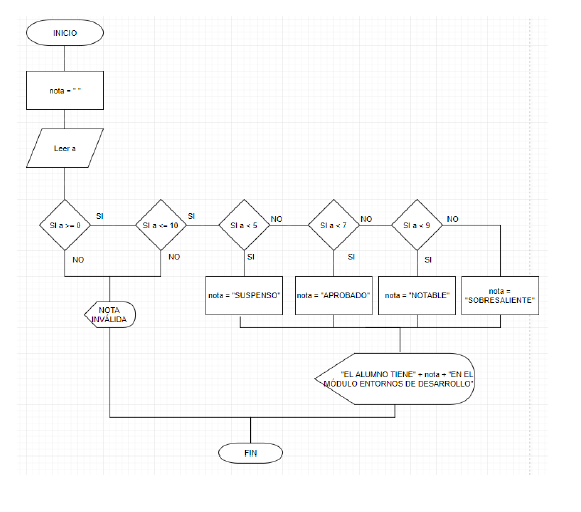 INICIO
nota = " "
Leer a
SI a >= 0
SI
SI a <= 10
SI
SI a < 5
NO
SI a < 7
NO
SI a < 9
NO
NO
NO
SI
SI
SI
nota = "SUSPENSO"
nota = "APROBADO"
nota = "NOTABLE"
nota =
"SOBRESALIENTE"
NOTA
INVÁLIDA
"EL ALUMNO TIENE" + nota + "EN EL
MÓDULO ENTORNOS DE DESARROLLO"
FIN